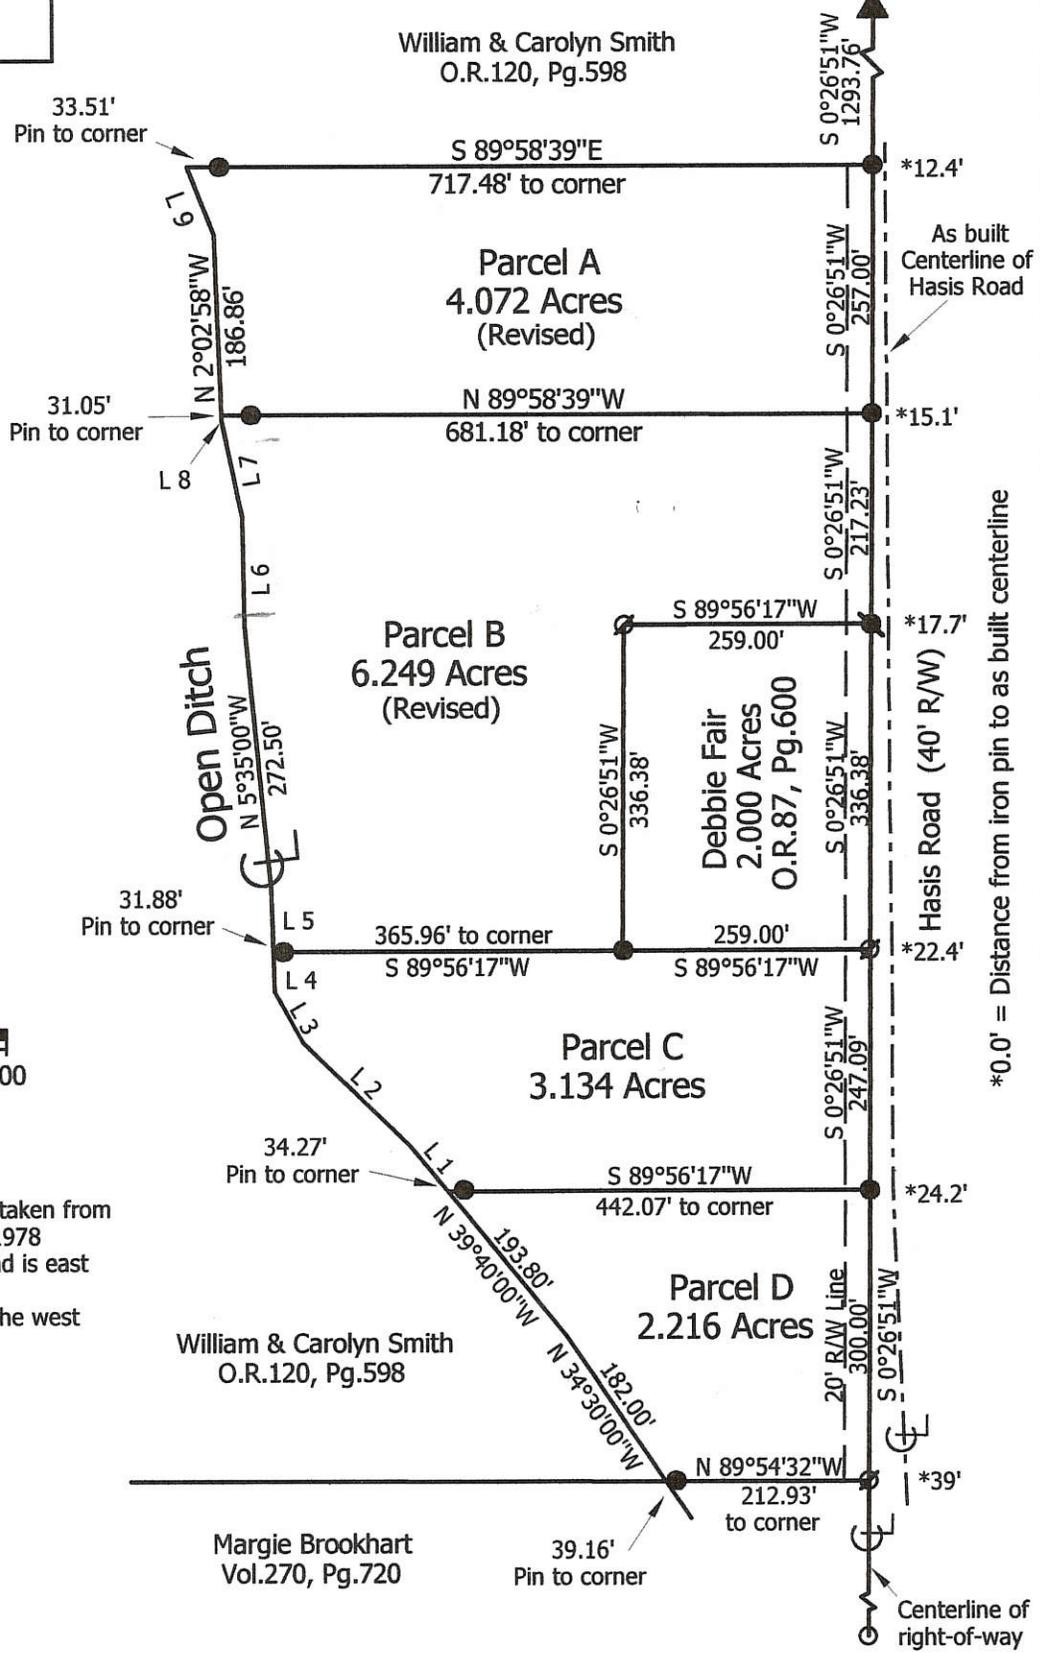 William & Carolyn Smith
O.R.120, Pg.598
S 0°26'51"W
1293.76'
33.51'
Pin to corner
S 89°58'39"E
717.48' to corner
*12.4'
L 9
As built
Centerline of
Hasis Road
Parcel A
4.072 Acres
(Revised)
N 2°02'58"W
186.86'
S 0°26'51"W
257.00'
31.05'
Pin to corner
N 89°58'39"W
681.18' to corner
*15.1'
L 8
L 7
S 0°26'51"W
217.23'
L 6
S 89°56'17"W
259.00'
*17.7'
Parcel B
6.249 Acres
(Revised)
Open Ditch
N 5°35'00"W
272.50'
S 0°26'51"W
336.38'
Debbie Fair
2.000 Acres
O.R.87, Pg.600
S 0°26'51"W
336.38'
Hasis Road (40' R/W)
*0.0' = Distance from iron pin to as built centerline
31.88'
Pin to corner
L 5
365.96' to corner
S 89°56'17"W
259.00'
S 89°56'17"W
*22.4'
L 4
L 3
Parcel C
3.134 Acres
S 0°26'51"W
247.09'
00
L 2
34.27'
Pin to corner
L 1
S 89°56'17"W
442.07' to corner
*24.2'
taken from
978
d is east
he west
193.80'
N 39°40'00"W
Parcel D
2.216 Acres
20' R/W Line
300.00'
S 0°26'51"W
William & Carolyn Smith
O.R.120, Pg.598
182.00'
N 34°30'00"W
N 89°54'32"W
212.93'
to corner
*39'
Margie Brookhart
Vol.270, Pg.720
39.16'
Pin to corner
Centerline of
right-of-way